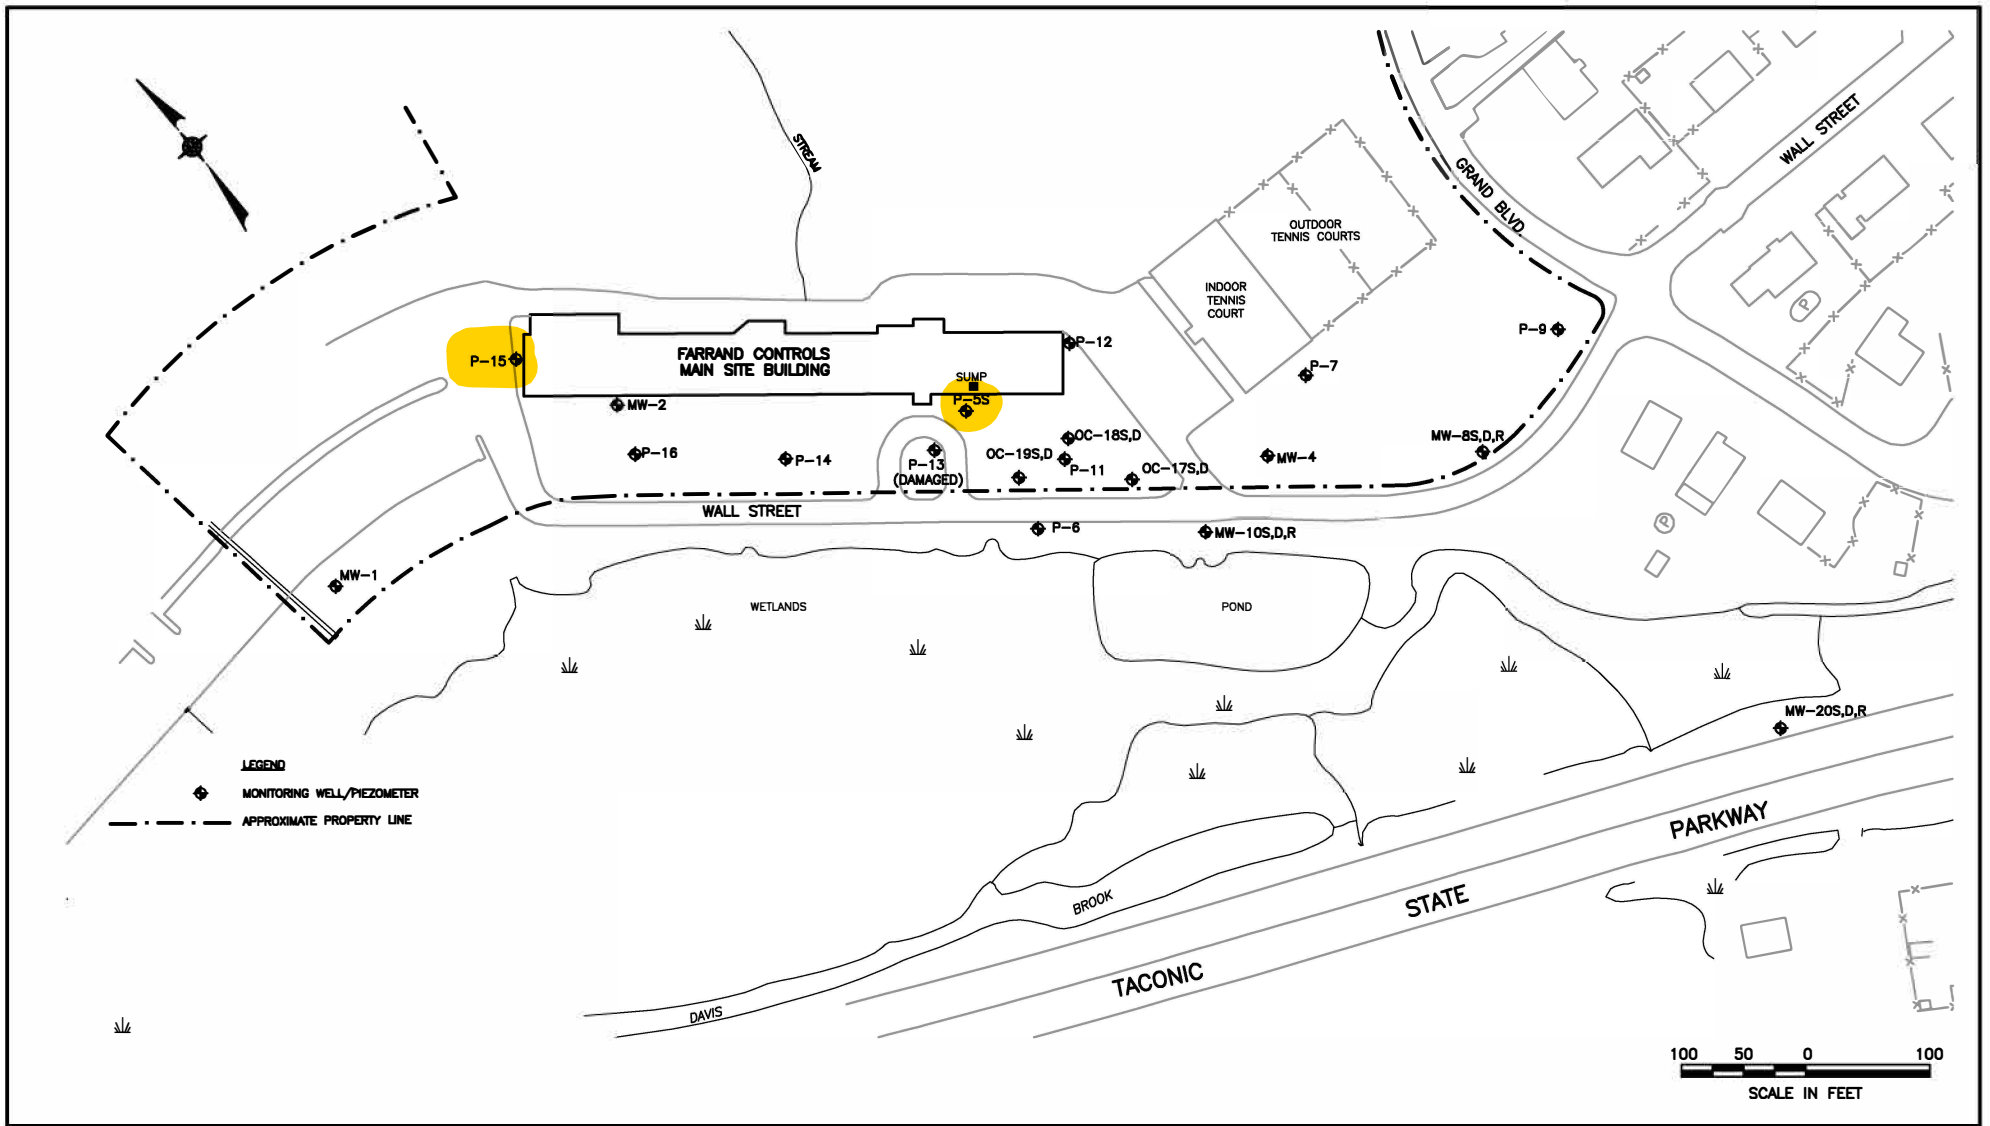 STREAM
GRAND BLVD.
WALL STREET
OUTDOOR
TENNIS COURTS
INDOOR
TENNIS
COURT
P-9
P-15
FARRAND CONTROLS
MAIN SITE BUILDING
P-12
P-7
SUMP
P-5S
MW-2
P-16
P-14
P-13
(DAMAGED)
OC-19S,D
OC-18S,D
P-11
OC-17S,D
MW-4
MW-8S,D,R
WALL STREET
P-6
MW-10S,D,R
P
P
MW-1
WETLANDS
POND
MW-20S,D,R
LEGEND
MONITORING WELL/PIEZOMETER
APPROXIMATE PROPERTY LINE
TACONIC STATE PARKWAY
DAVIS BROOK
100 50 0 100
SCALE IN FEET